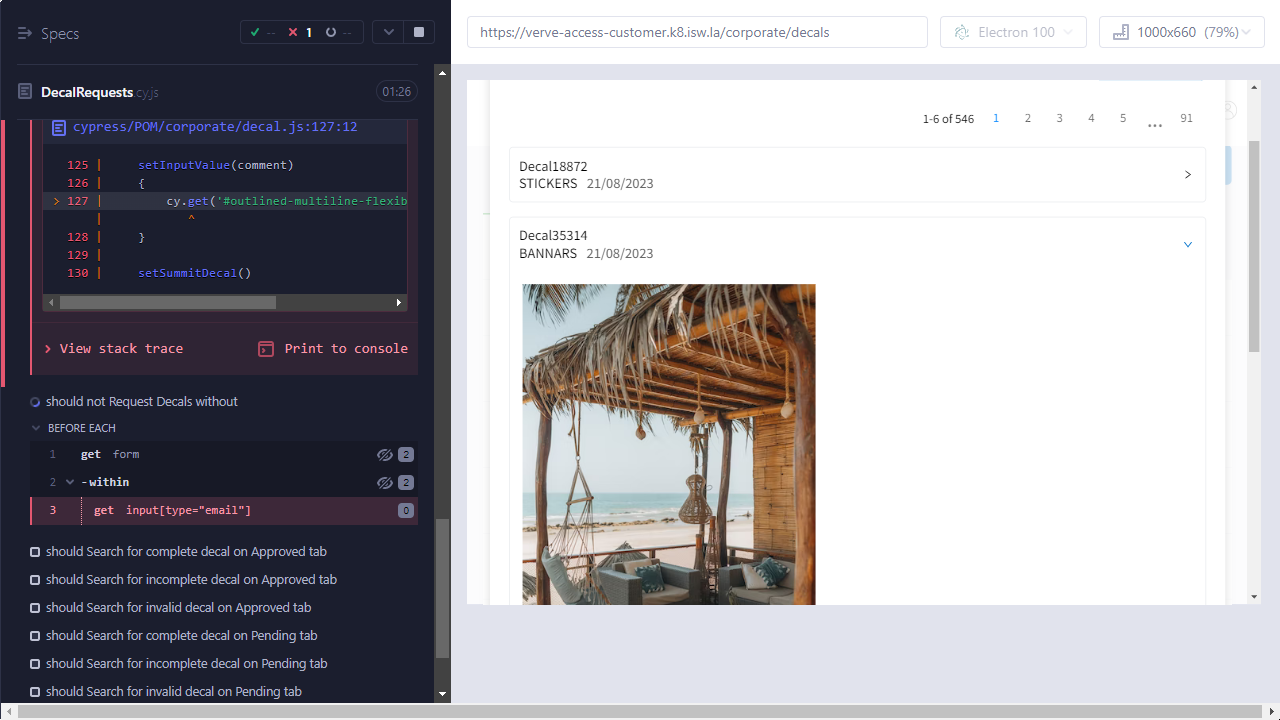 Specs
-- 1 --
DecalRequests.cy.js
01:26
cypress/POM/corporate/decal.js:127:12
125 | setInputValue(comment)
126 | {
> 127 | cy.get('#outlined-multiline-flexib
| ^
128 | }
129 |
130 | setSummitDecal()
View stack trace
Print to console
should not Request Decals without
BEFORE EACH
1 get form 2
2 -within 2
3 get input[type="email"] 0
should Search for complete decal on Approved tab
should Search for incomplete decal on Approved tab
should Search for invalid decal on Approved tab
should Search for complete decal on Pending tab
should Search for incomplete decal on Pending tab
should Search for invalid decal on Pending tab
https://verve-access-customer.k8.isw.la/corporate/decals
Electron 100
1000x660 (79%)
1-6 of 546 1 2 3 4 5 ... 91
Decal18872
STICKERS 21/08/2023
Decal35314
BANNARS 21/08/2023